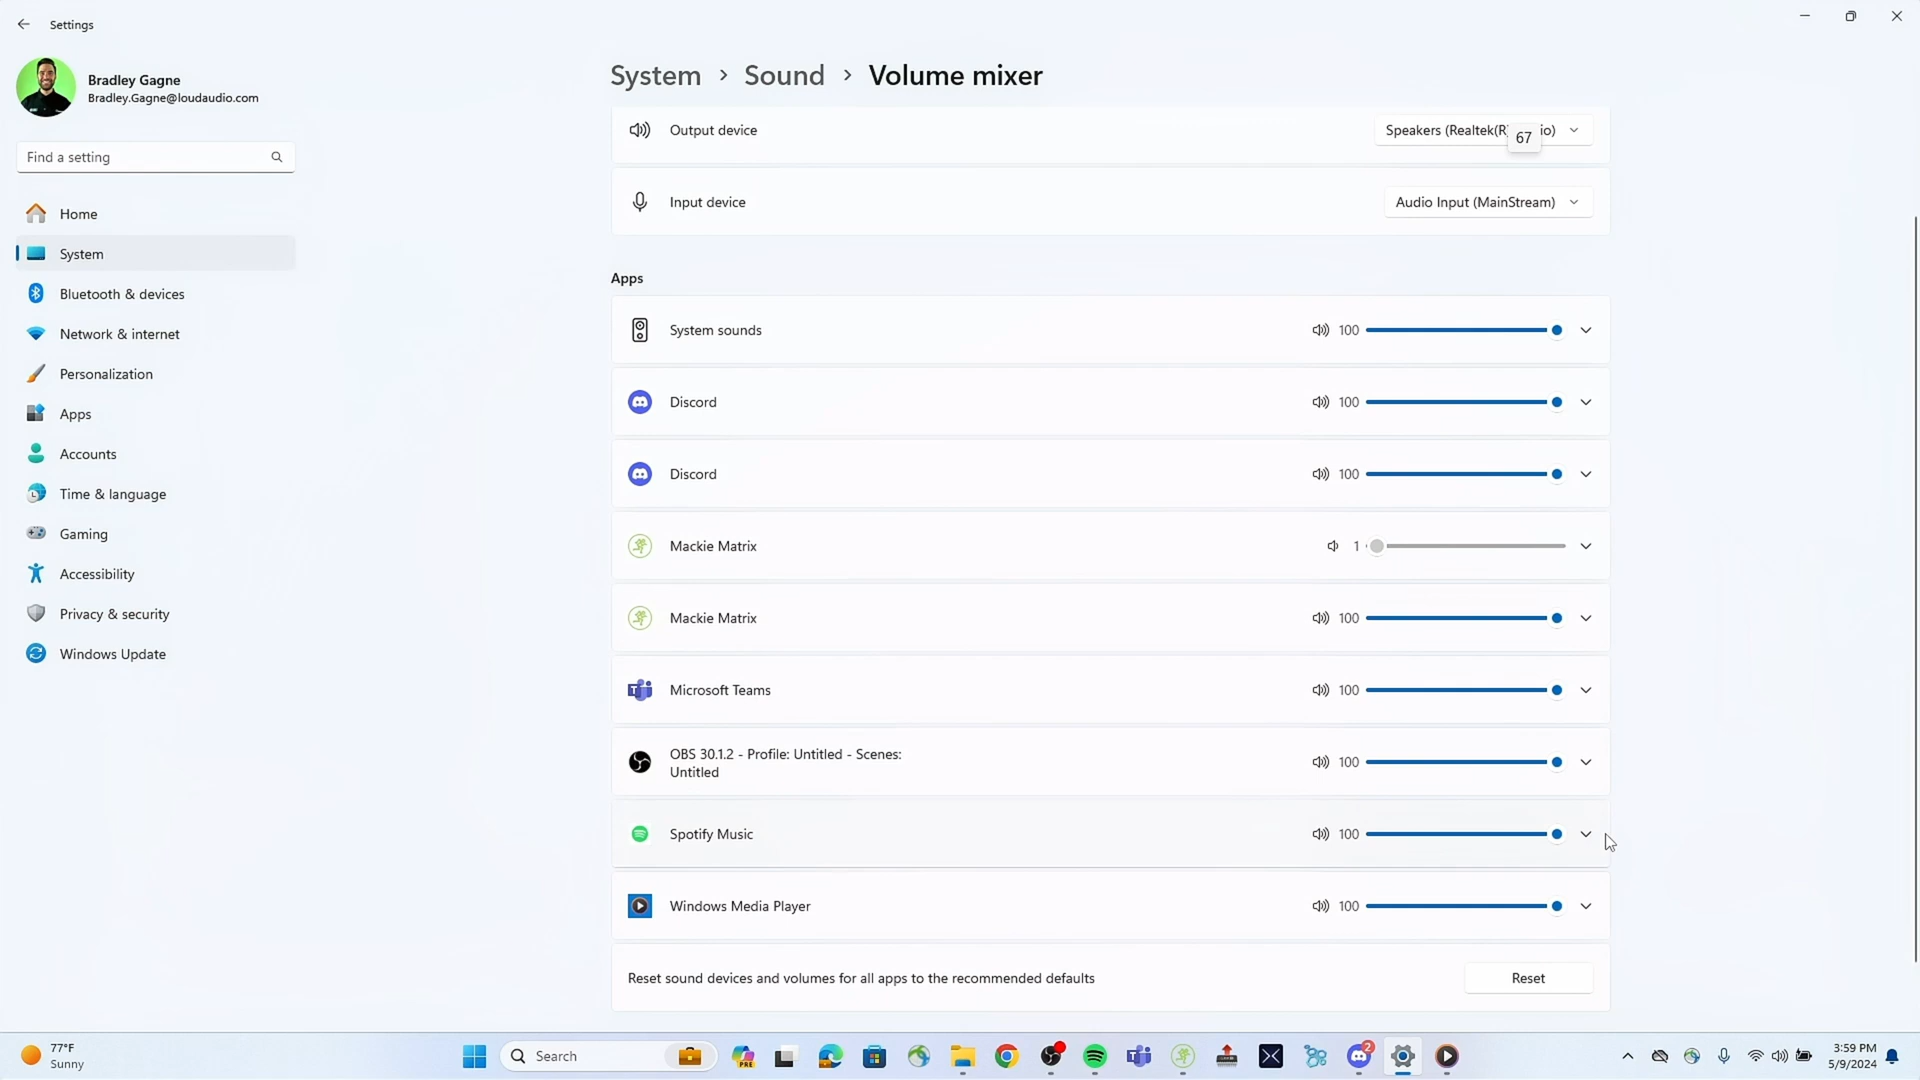 Settings
Bradley Gagne
Bradley.Gagne@loudaudio.com
Find a setting
Home
System
Bluetooth & devices
Network & internet
Personalization
Apps
Accounts
Time & language
Gaming
Accessibility
Privacy & security
Windows Update
System > Sound > Volume mixer
Output device
Speakers (Realtek(R) io)
67
Input device
Audio Input (MainStream)
Apps
System sounds 100
Discord 100
Discord 100
Mackie Matrix 1
Mackie Matrix 100
Microsoft Teams 100
OBS 30.1.2 - Profile: Untitled - Scenes:
Untitled 100
Spotify Music 100
Windows Media Player 100
Reset sound devices and volumes for all apps to the recommended defaults
Reset
77°F
Sunny
Search
PRE
2
3:59 PM
5/9/2024